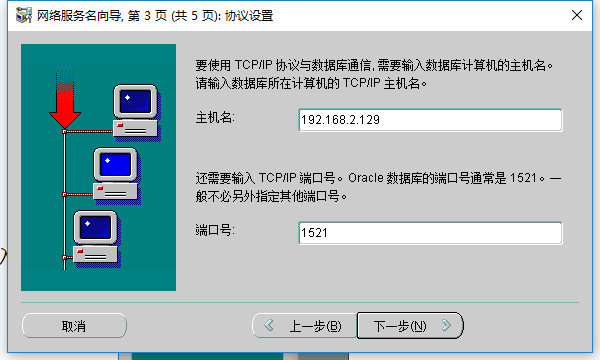 网络服务名向导, 第 3 页 (共 5 页): 协议设置
要使用 TCP/IP 协议与数据库通信, 需要输入数据库计算机的主机名。
请输入数据库所在计算机的 TCP/IP 主机名。
主机名:
192.168.2.129
还需要输入 TCP/IP 端口号。Oracle 数据库的端口号通常是 1521。一
般不必另外指定其他端口号。
端口号:
1521
取消
上一步(B)
下一步(N)